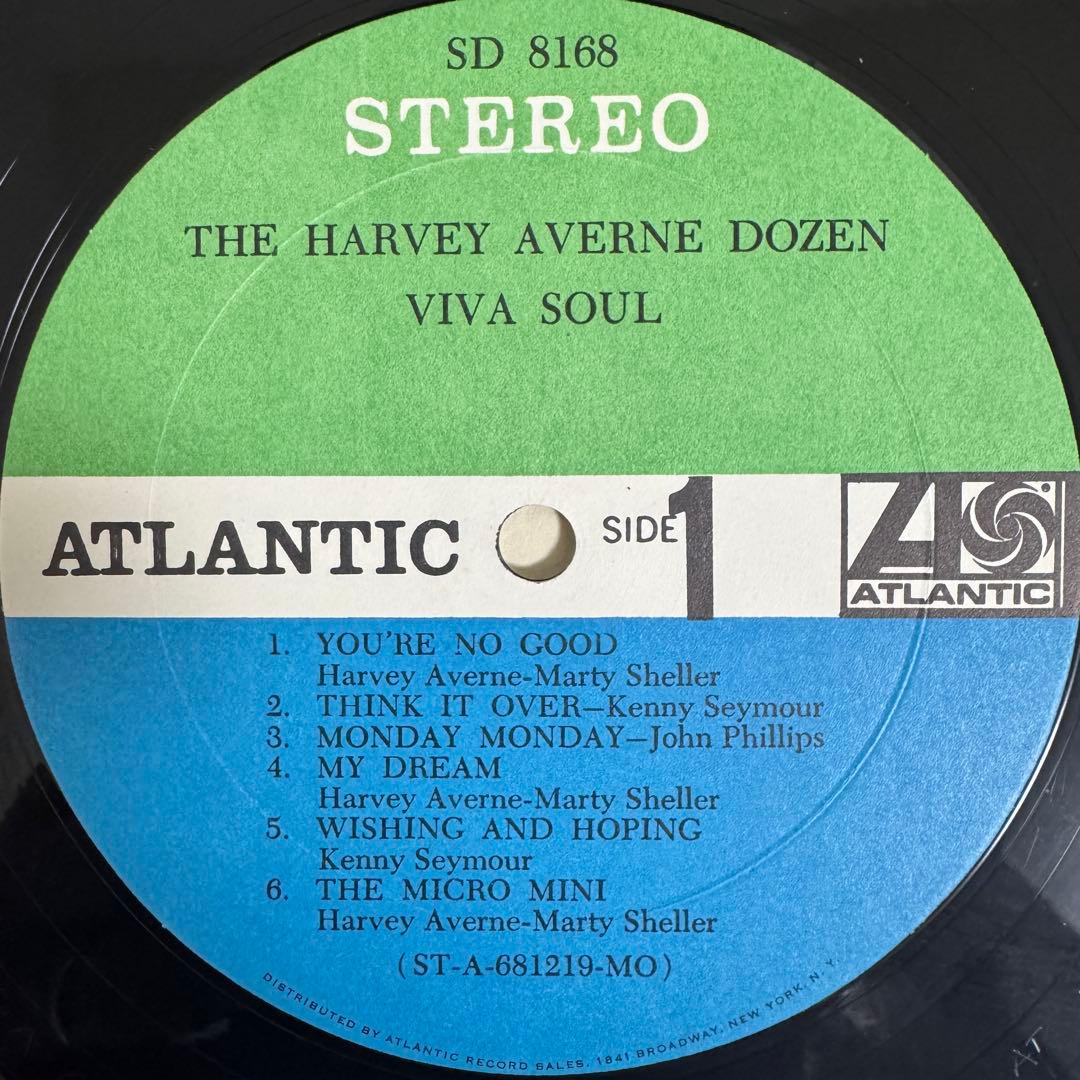 SD 8168
STEREO
THE HARVEY AVERNE DOZEN
VIVA SOUL
ATLANTIC
SIDE 1
ATLANTIC
1. YOU'RE NO GOOD
Harvey Averne-Marty Sheller
2. THINK IT OVER—Kenny Seymour
3. MONDAY MONDAY—John Phillips
4. MY DREAM
Harvey Averne-Marty Sheller
5. WISHING AND HOPING
Kenny Seymour
6. THE MICRO MINI
Harvey Averne-Marty Sheller
(ST-A-681219-MO)
DISTRIBUTED BY ATLANTIC RECORD SALES, 1841 BROADWAY, NEW YORK, N. Y.